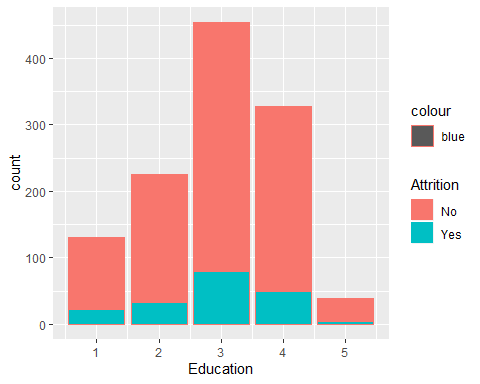 400
300
200
100
0
count
1 2 3 4 5
Education
colour
blue
Attrition
No
Yes